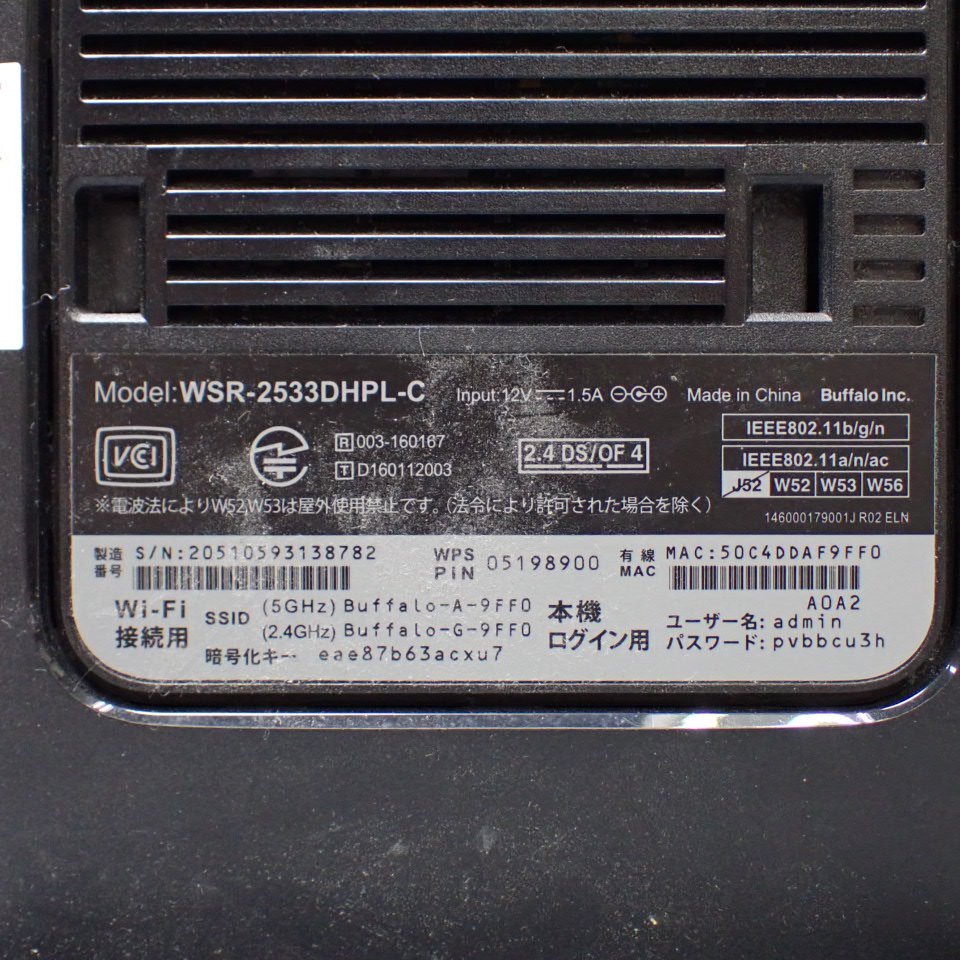 Model:WSR-2533DHPL-C Input:12V⎓1.5A Made in China Buffalo Inc.
VCI
R 003-160167
T D160112003
2.4 DS/OF 4
IEEE802.11b/g/n
IEEE802.11a/n/ac
J52 W52 W53 W56
※電波法によりW52,W53は屋外使用禁止です。(法令により許可された場合を除く)
146000179001J R02 ELN
製造番号 S/N:20510593138782
WPS PIN 05198900
有線 MAC MAC:50C4DDAF9FF0
A0A2
Wi-Fi接続用
SSID (5GHz) Buffalo-A-9FF0
(2.4GHz) Buffalo-G-9FF0
暗号化キー eae87b63acxu7
本機ログイン用
ユーザー名: admin
パスワード: pvbbcu3h